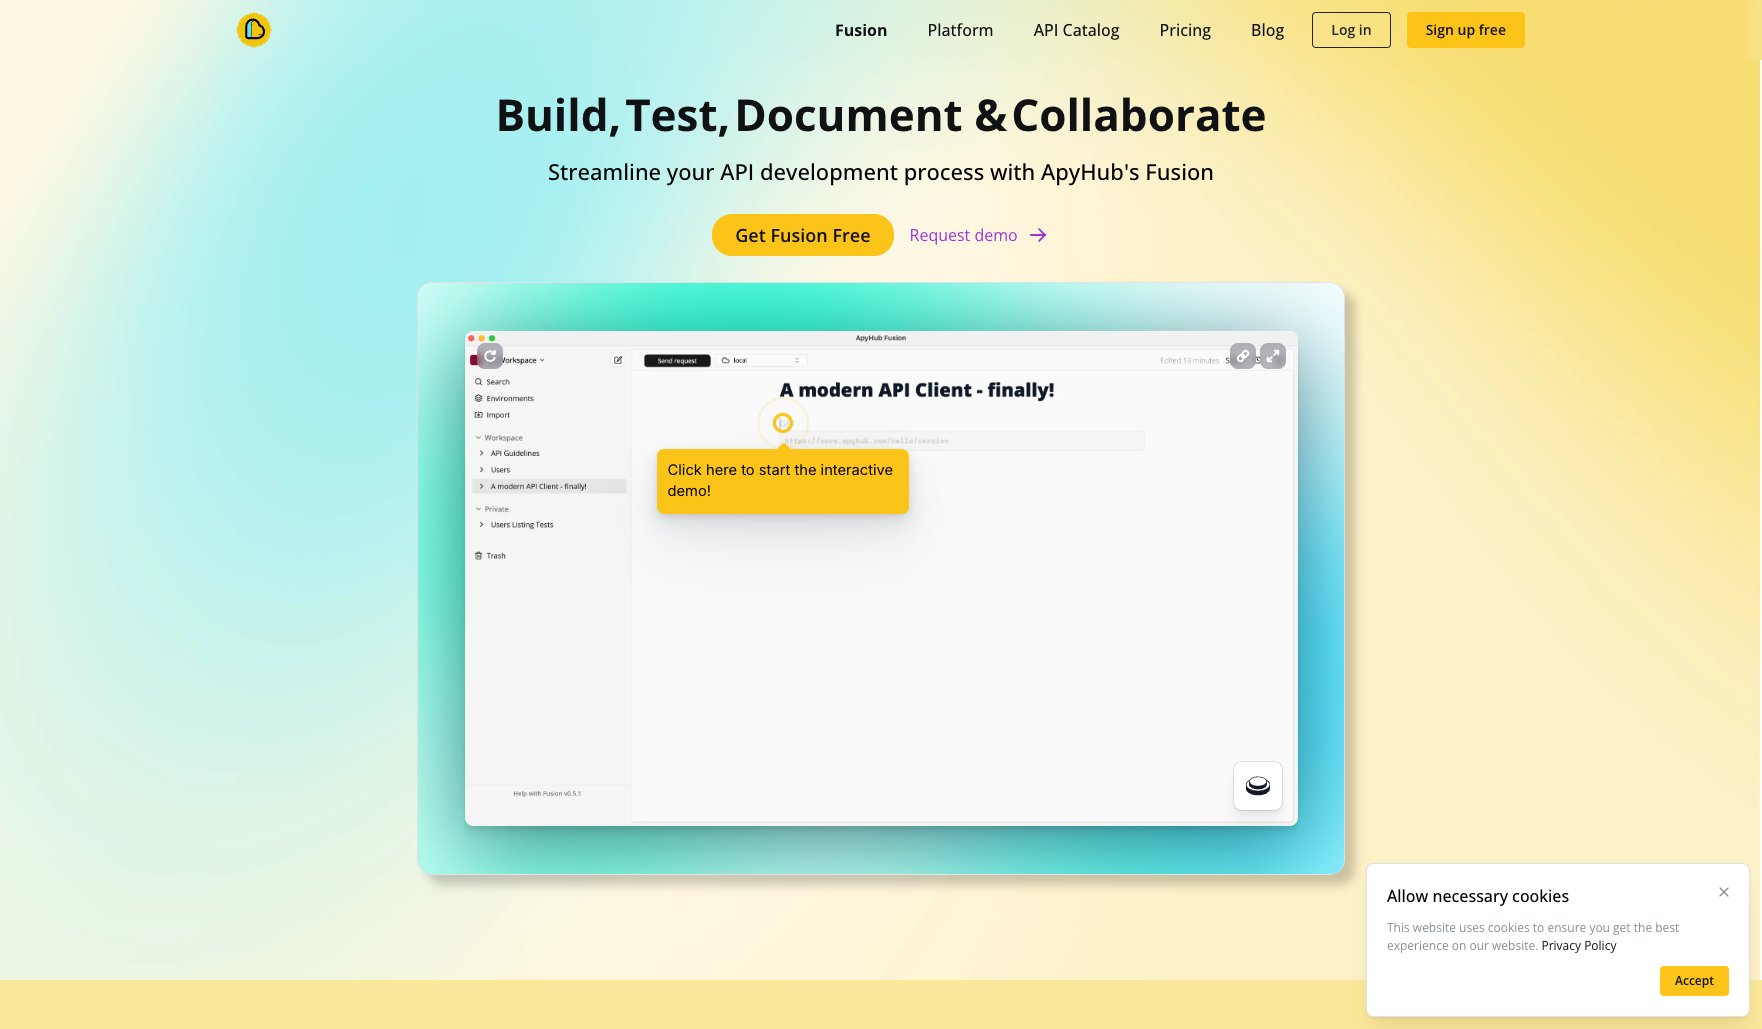 Fusion
Platform
API Catalog
Pricing
Blog
Log in
Sign up free
Build, Test, Document & Collaborate
Streamline your API development process with ApyHub's Fusion
Get Fusion Free
Request demo
ApyHub Fusion
Send request
local
Edited 13 minutes
Search
Environments
Import
Workspace
API Guidelines
Users
A modern API Client - finally!
Private
Users Listing Tests
Trash
Help with Fusion v0.5.1
A modern API Client - finally!
https://core.apyhub.com/hello/version
Click here to start the interactive
demo!
Allow necessary cookies
This website uses cookies to ensure you get the best
experience on our website. Privacy Policy
Accept